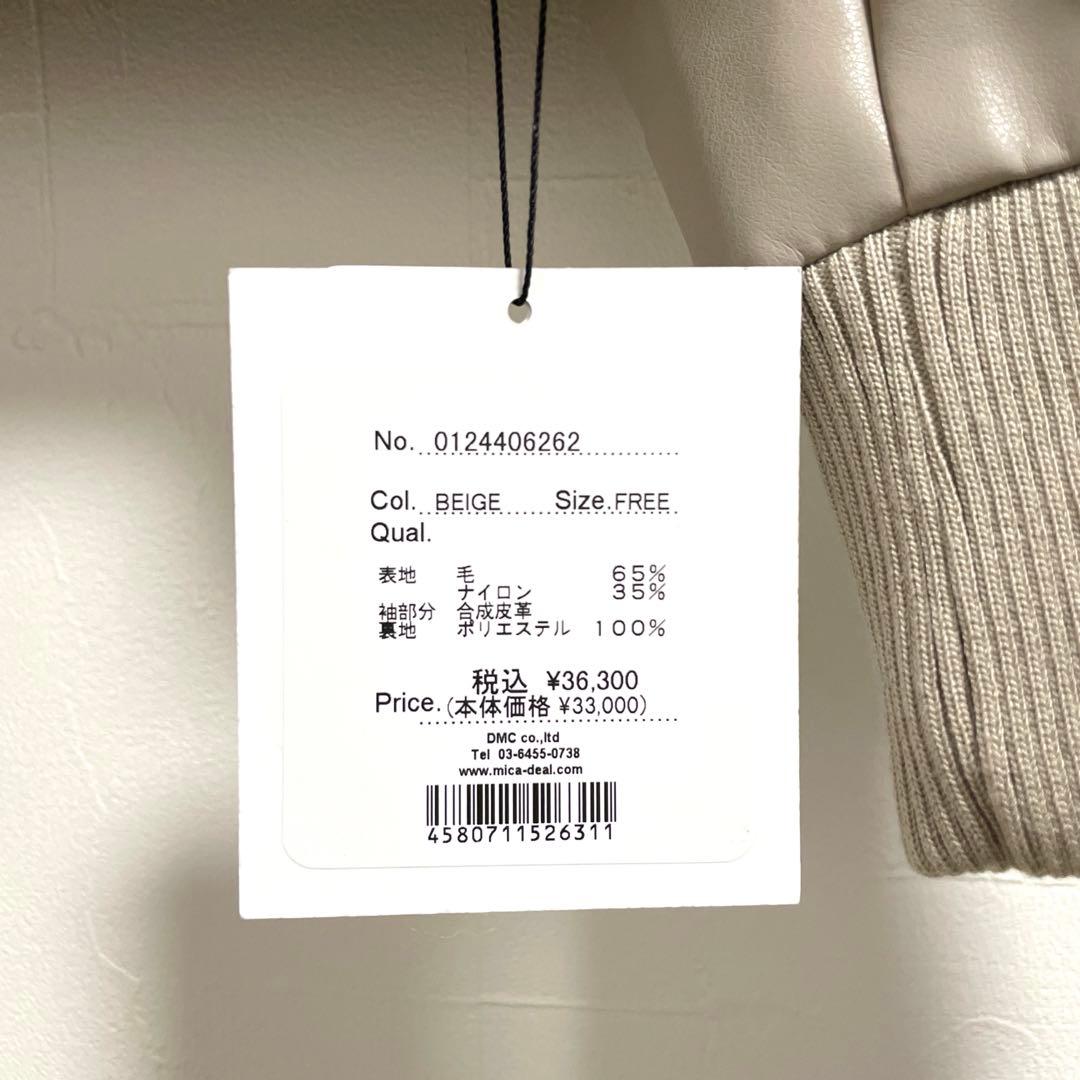 No. 0124406262
Col. BEIGE Size. FREE
Qual.
表地 毛 65%
ナイロン 35%
袖部分 合成皮革
裏地 ポリエステル 100%
税込 ¥36,300
Price. (本体価格 ¥33,000)
DMC co.,ltd
Tel 03-6455-0738
www.mica-deal.com
4580711526311